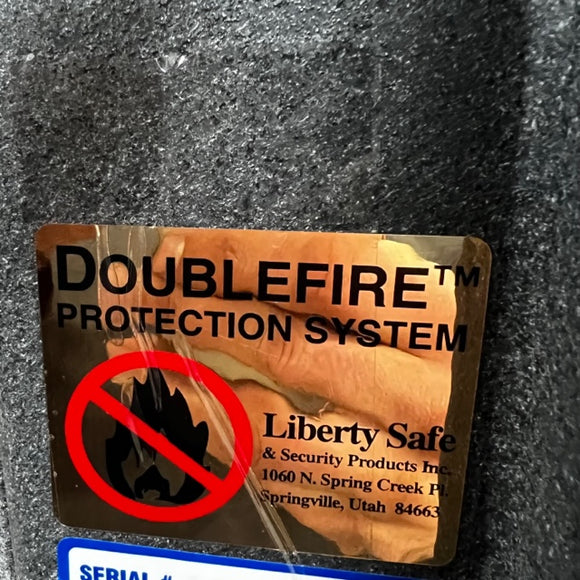 DOUBLEFIRE™
PROTECTION SYSTEM
Liberty Safe
& Security Products Inc.
1060 N. Spring Creek Pl.
Springville, Utah 84663
SERIAL #